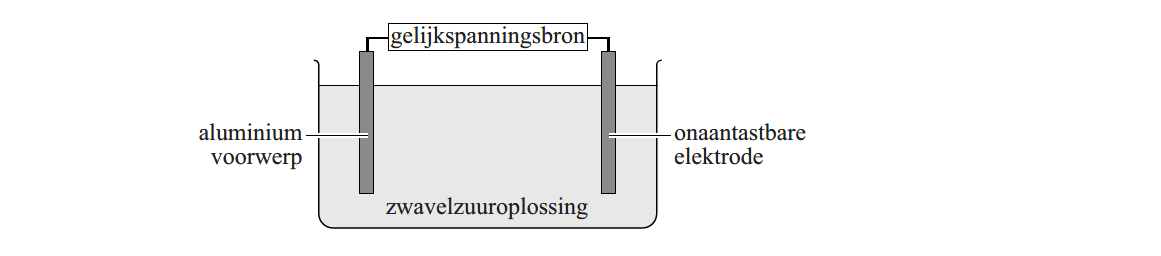 gelijkspanningsbron
aluminium
voorwerp
onaantastbare
elektrode
zwavelzuuroplossing